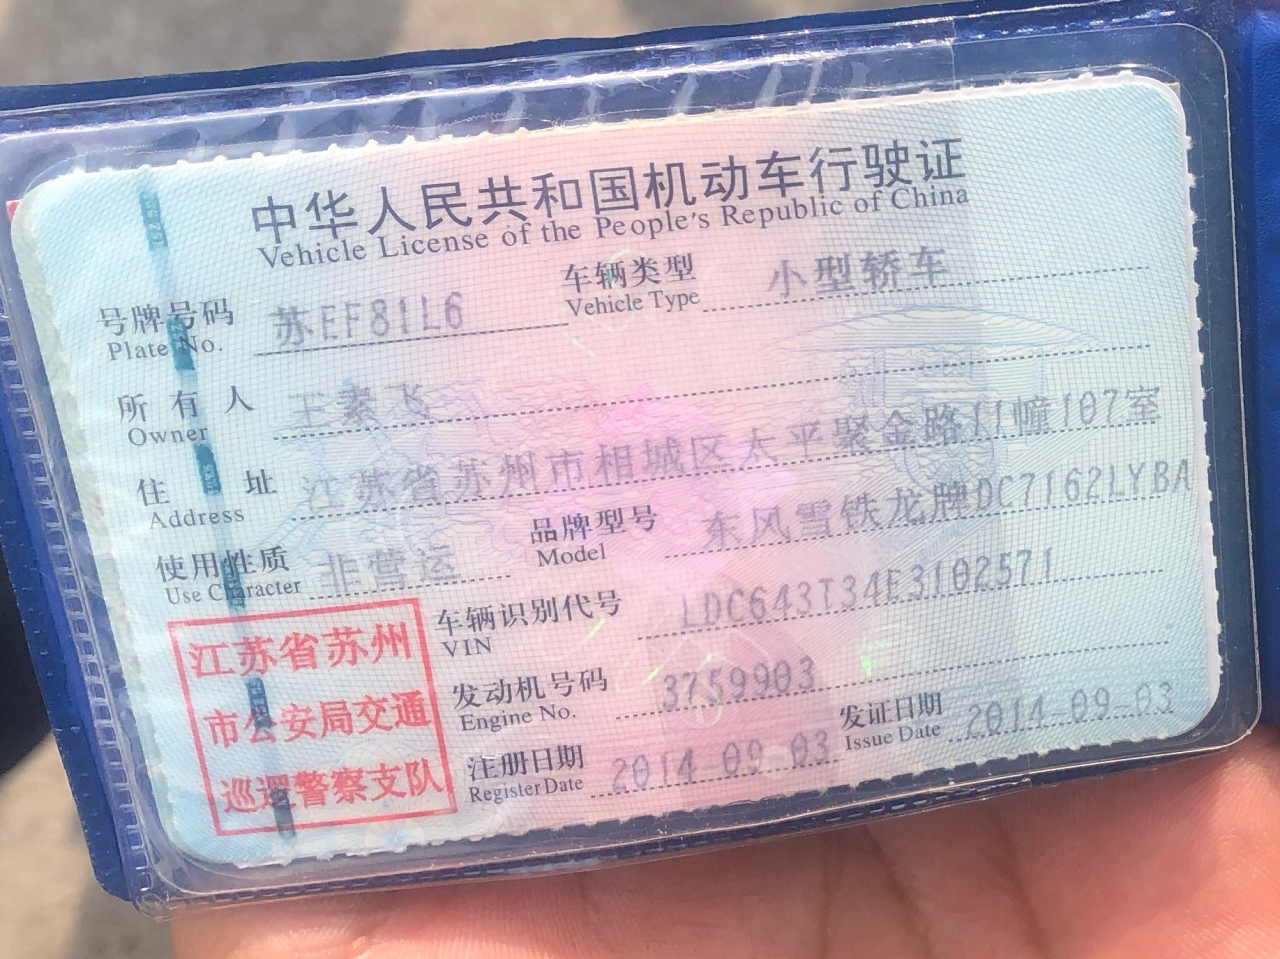 中华人民共和国机动车行驶证
Vehicle License of the People's Republic of China
号牌号码 苏EF81L6 车辆类型 小型轿车
Plate No. Vehicle Type
所有人 王素飞
Owner
住址 江苏省苏州市相城区太平聚金路11幢107室
Address
使用性质 非营运 品牌型号 东风雪铁龙牌DC7162LYBA
Use Character Model
车辆识别代号 LDC643T34E3102571
VIN
发动机号码 3759903
Engine No.
注册日期 2014-09-03 发证日期 2014-09-03
Register Date Issue Date
江苏省苏州
市公安局交通
巡逻警察支队